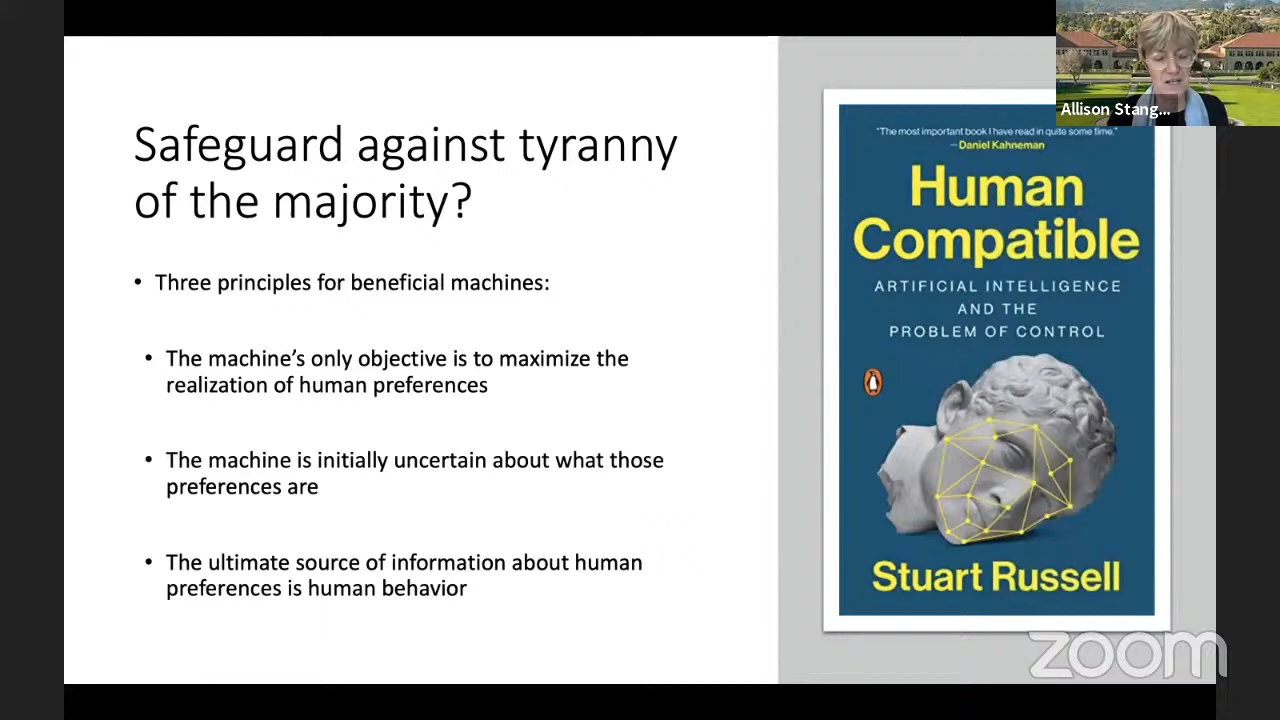 Safeguard against tyranny
of the majority?
• Three principles for beneficial machines:
• The machine's only objective is to maximize the
realization of human preferences
• The machine is initially uncertain about what those
preferences are
• The ultimate source of information about human
preferences is human behavior
Allison Stang...
"The most important book I have read in quite some time."
—Daniel Kahneman
Human
Compatible
ARTIFICIAL INTELLIGENCE
AND THE
PROBLEM OF CONTROL
Stuart Russell
zoom